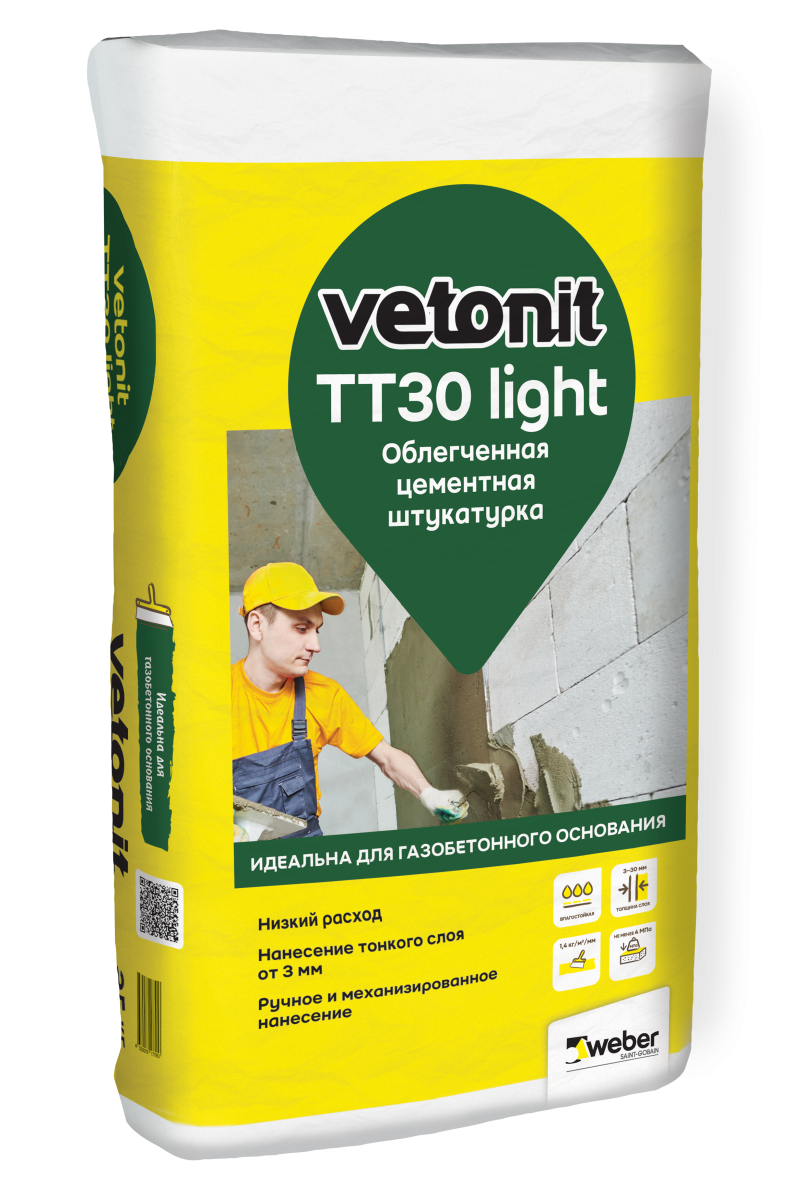 vetonit
TT30 light
Облегченная
цементная
штукатурка
ИДЕАЛЬНА ДЛЯ ГАЗОБЕТОННОГО ОСНОВАНИЯ
Низкий расход
Нанесение тонкого слоя
от 3 мм
Ручное и механизированное
нанесение
ВЛАГОСТОЙКАЯ
3–30 мм
ТОЛЩИНА СЛОЯ
1,4 кг/м²/мм
НЕ МЕНЕЕ 4 МПа
weber
SAINT-GOBAIN
vetonit
TT30 light
Идеальна для
газобетонного основания
vetonit
25 кг